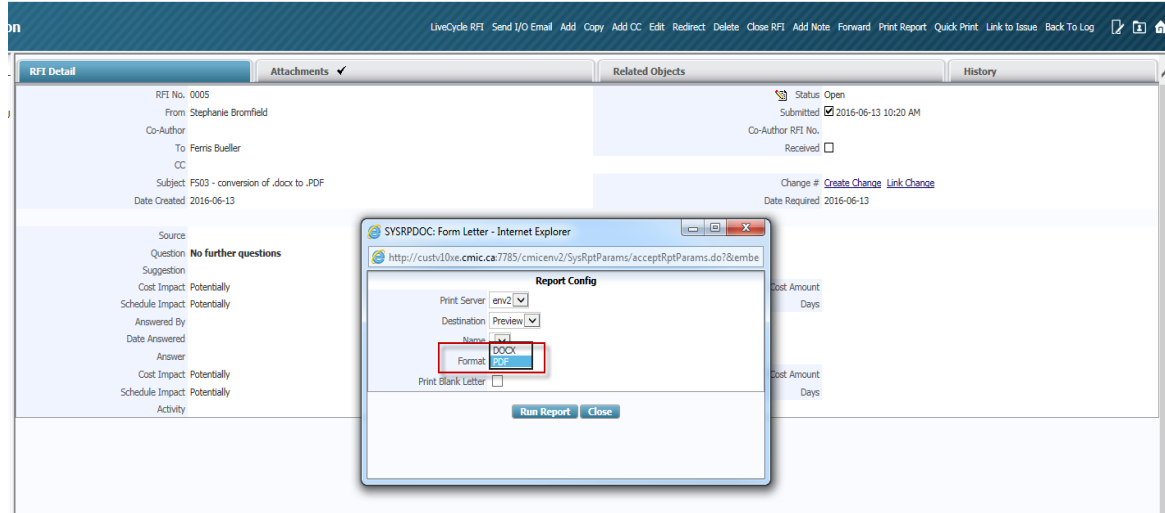 on
LiveCycle RFI Send I/O Email Add Copy Add CC Edit Redirect Delete Close RFI Add Note Forward Print Report Quick Print Link to Issue Back To Log
RFI Detail Attachments Related Objects History
RFI No. 0005 Status Open
From Stephanie Bromfield Submitted 2016-06-13 10:20 AM
Co-Author Co-Author RFI No.
To Ferris Bueller Received
CC
Subject FS03 - conversion of .docx to .PDF Change # Create Change Link Change
Date Created 2016-06-13 Date Required 2016-06-13
Source
Question No further questions
Suggestion
Cost Impact Potentially Cost Amount
Schedule Impact Potentially Days
Answered By
Date Answered
Answer
Cost Impact Potentially Cost Amount
Schedule Impact Potentially Days
Activity
SYSRPDOC: Form Letter - Internet Explorer
http://custv10xe.cmic.ca:7785/cmicenv2/SysRptParams/acceptRptParams.do?&embe
Report Config
Print Server env2
Destination Preview
Name
DOCX
Format PDF
Print Blank Letter
Run Report Close